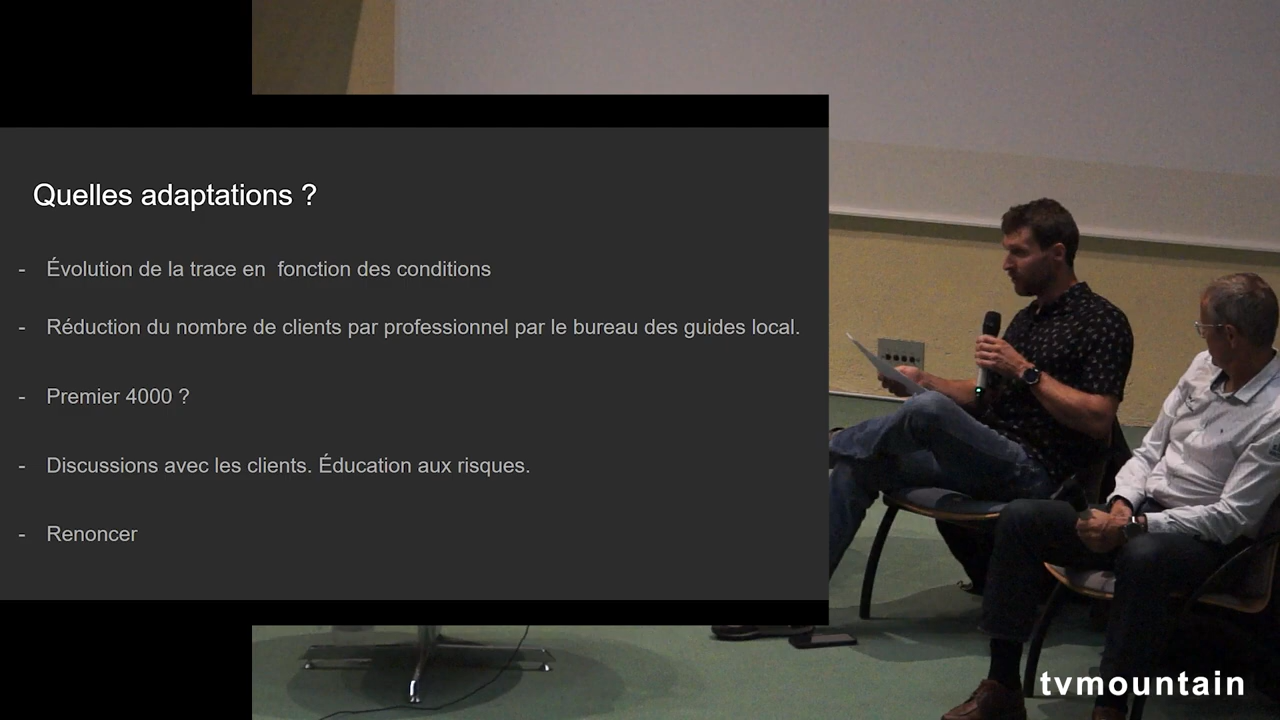 Quelles adaptations ?
- Évolution de la trace en  fonction des conditions
- Réduction du nombre de clients par professionnel par le bureau des guides local.
- Premier 4000 ?
- Discussions avec les clients. Éducation aux risques.
- Renoncer
tvmountain